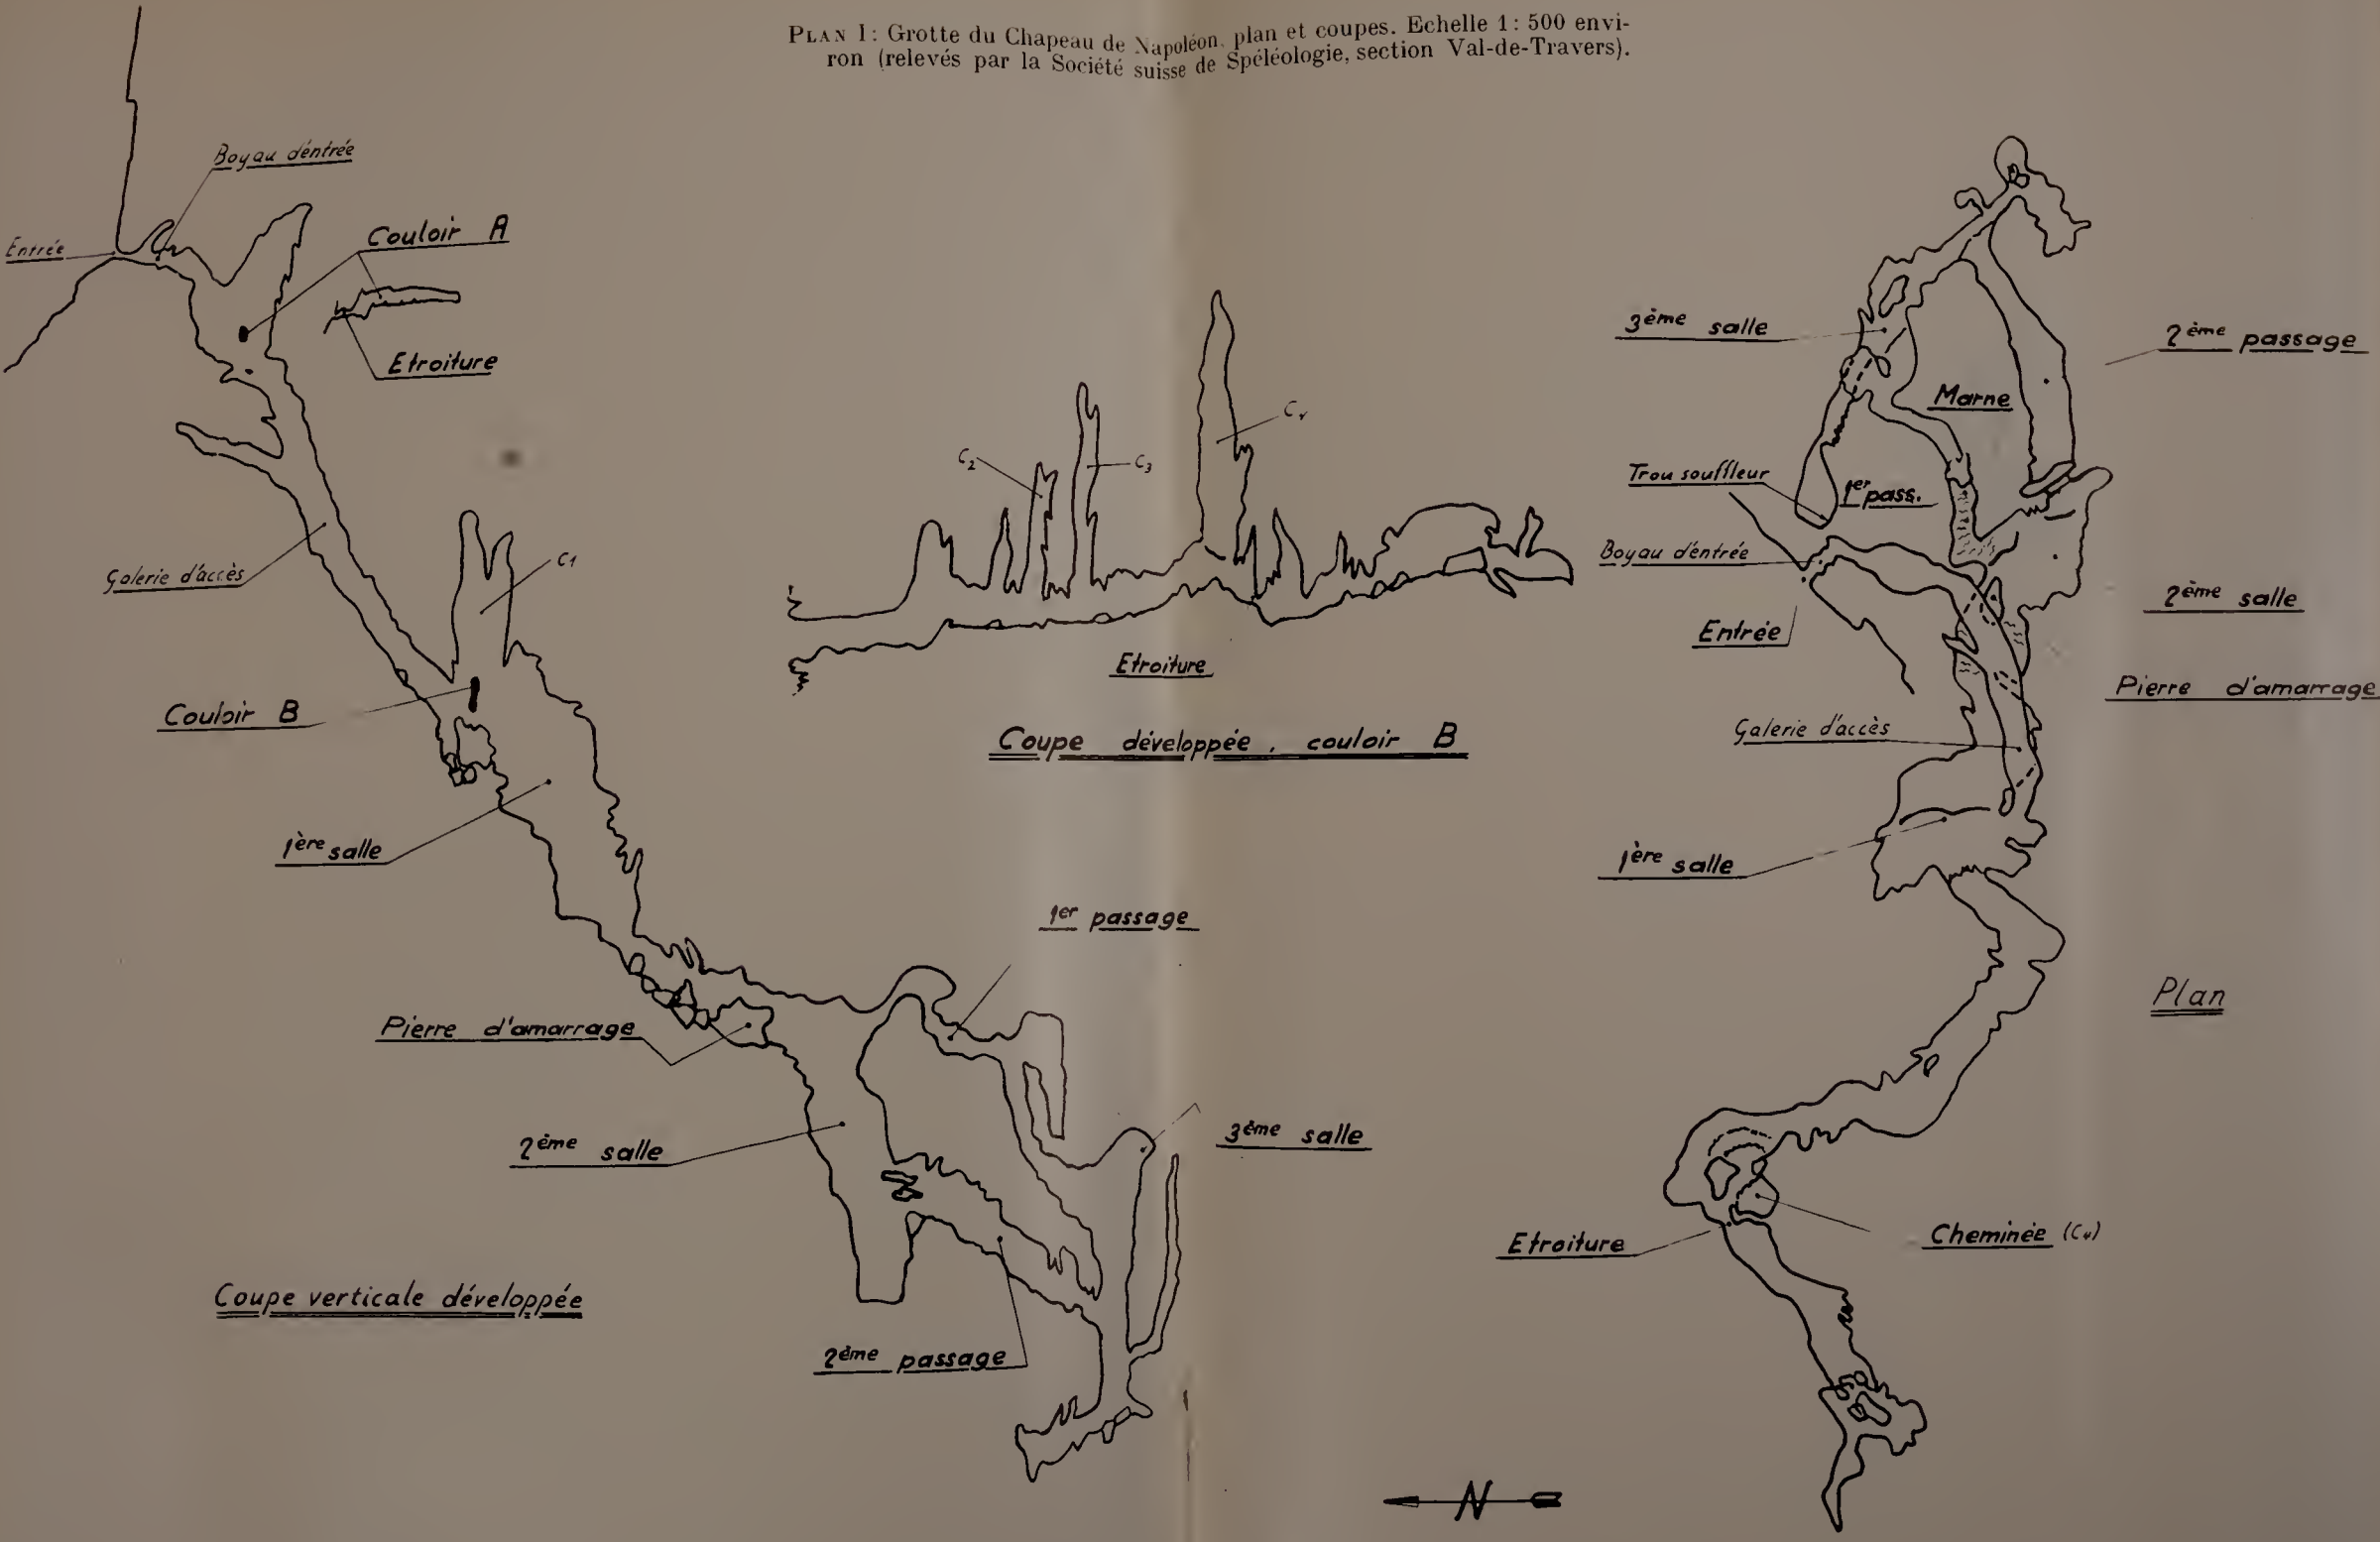 PLAN I: Grotte du Chapeau de Napoléon, plan et coupes. Echelle 1: 500 envi-
ron (relevés par la Société suisse de Spéléologie, section Val-de-Travers).
Boyau d'éntrée
Entrée
Couloir A
Etroiture
Galerie d'accès
C1
Couloir B
1ère salle
Pierre d'amarrage
2ème salle
1er passage
3ème salle
2ème passage
Coupe verticale développée
C2
C3
C4
Etroiture
Coupe développée, couloir B
3ème salle
2ème passage
Marne
Trou souffleur
1er pass.
Boyau d'éntrée
2ème salle
Entrée
Pierre d'amarrage
Galerie d'accès
1ère salle
Plan
Etroiture
Cheminée (C4)
N